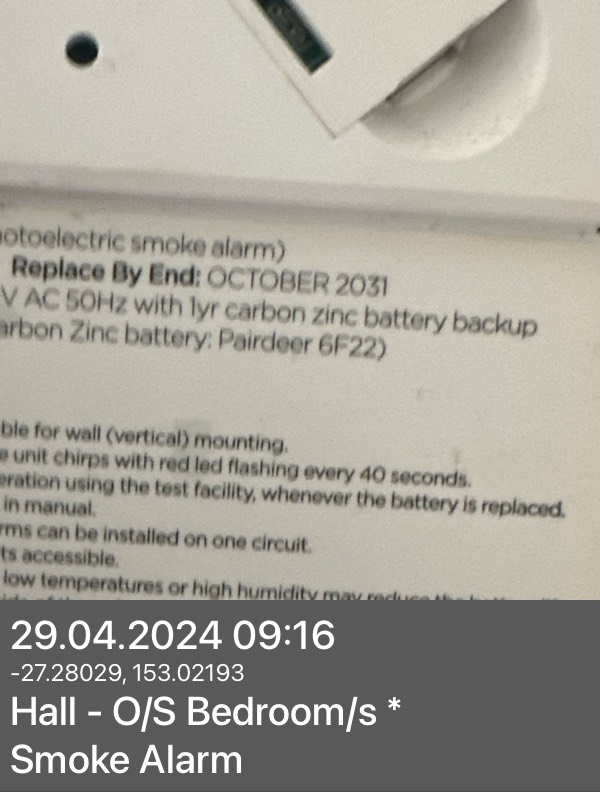 otoelectric smoke alarm)
Replace By End: OCTOBER 2031
V AC 50Hz with 1yr carbon zinc battery backup
arbon Zinc battery: Pairdeer 6F22)
ble for wall (vertical) mounting.
e unit chirps with red led flashing every 40 seconds.
eration using the test facility, whenever the battery is replaced,
in manual.
rms can be installed on one circuit.
ts accessible.
low temperatures or high humidity may reduce the
29.04.2024 09:16
-27.28029, 153.02193
Hall - O/S Bedroom/s *
Smoke Alarm